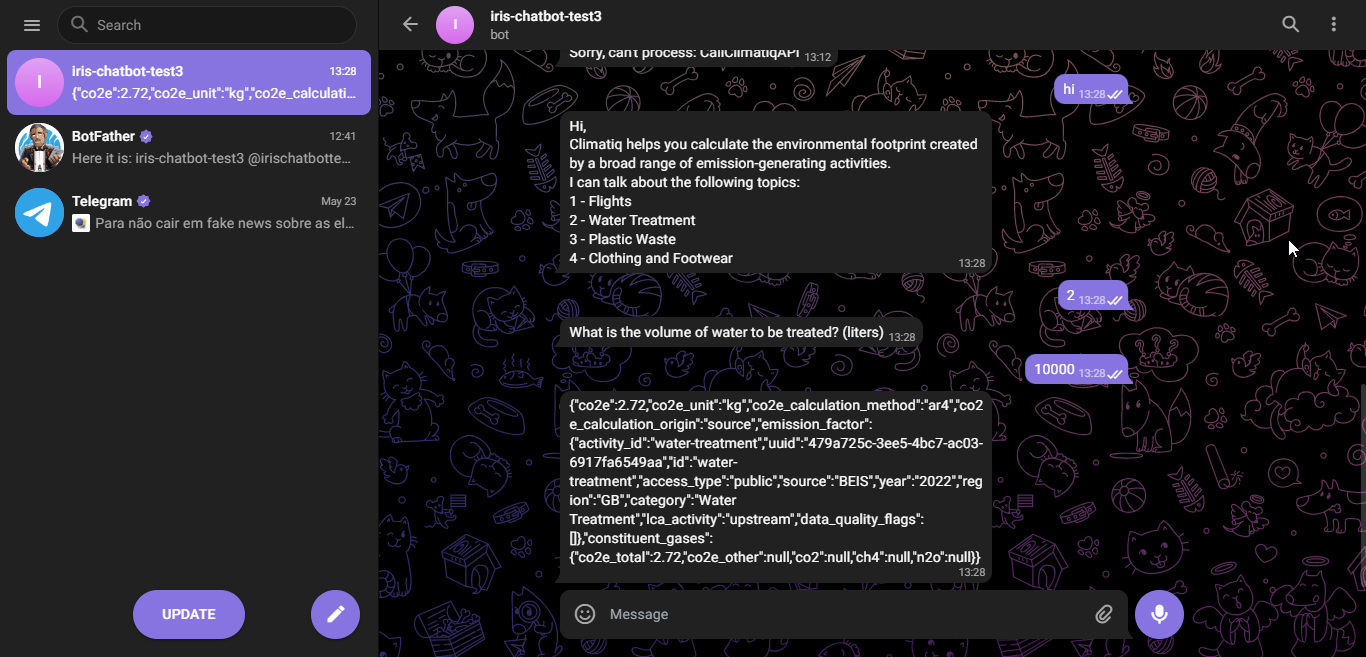 Search
iris-chatbot-test3
13:28
{"co2e":2.72,"co2e_unit":"kg","co2e_calculati...
BotFather
12:41
Here it is: iris-chatbot-test3 @irischatbotte...
Telegram
May 23
Para não cair em fake news sobre as el...
UPDATE
I
I
iris-chatbot-test3
bot
Sorry, can't process: CallClimatiqAPI 13:12
hi 13:28
Hi,
Climatiq helps you calculate the environmental footprint created
by a broad range of emission-generating activities.
I can talk about the following topics:
1 - Flights
2 - Water Treatment
3 - Plastic Waste
4 - Clothing and Footwear
13:28
2 13:28
What is the volume of water to be treated? (liters) 13:28
10000 13:28
{"co2e":2.72,"co2e_unit":"kg","co2e_calculation_method":"ar4","co2
e_calculation_origin":"source","emission_factor":
{"activity_id":"water-treatment","uuid":"479a725c-3ee5-4bc7-ac03-
6917fa6549aa","id":"water-
treatment","access_type":"public","source":"BEIS","year":"2022","reg
ion":"GB","category":"Water
Treatment","lca_activity":"upstream","data_quality_flags":
[]},"constituent_gases":
{"co2e_total":2.72,"co2e_other":null,"co2":null,"ch4":null,"n2o":null}}
13:28
Message